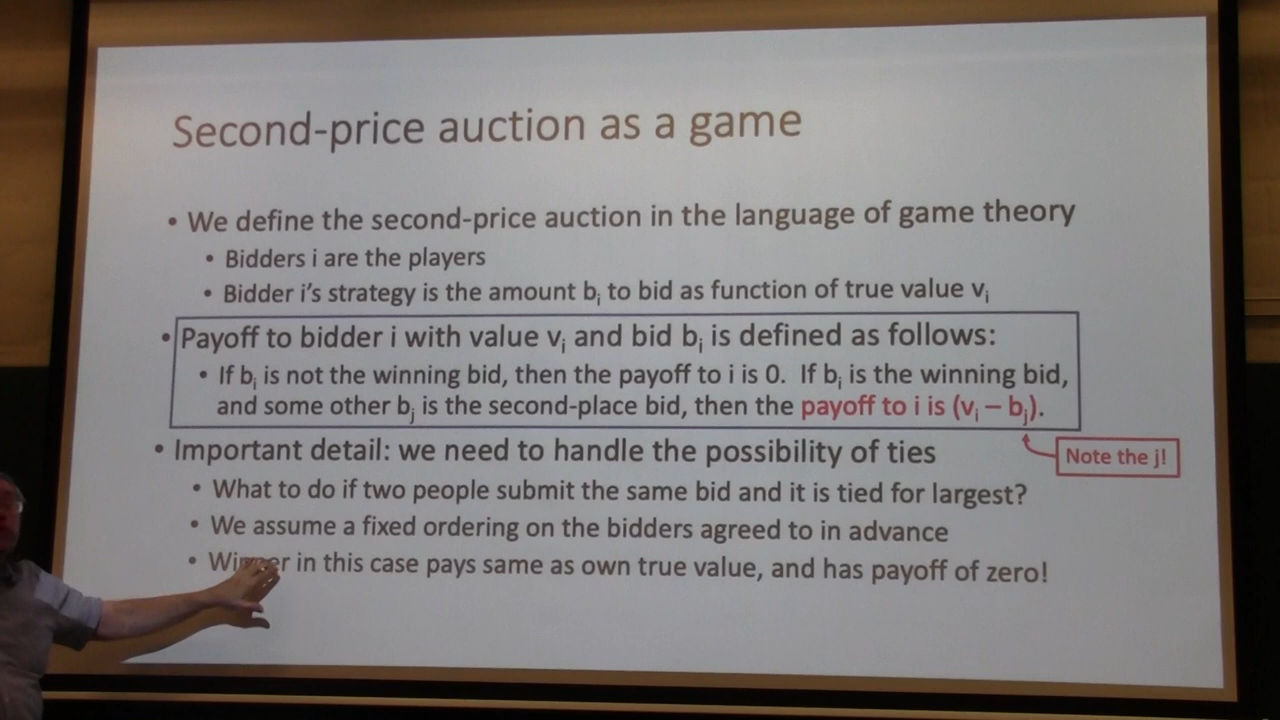 Second-price auction as a game
• We define the second-price auction in the language of game theory
• Bidders i are the players
• Bidder i's strategy is the amount bᵢ to bid as function of true value vᵢ
• Payoff to bidder i with value vᵢ and bid bᵢ is defined as follows:
• If bᵢ is not the winning bid, then the payoff to i is 0. If bᵢ is the winning bid,
and some other bⱼ is the second-place bid, then the payoff to i is (vᵢ – bⱼ).
Note the j!
• Important detail: we need to handle the possibility of ties
• What to do if two people submit the same bid and it is tied for largest?
• We assume a fixed ordering on the bidders agreed to in advance
• Winner in this case pays same as own true value, and has payoff of zero!